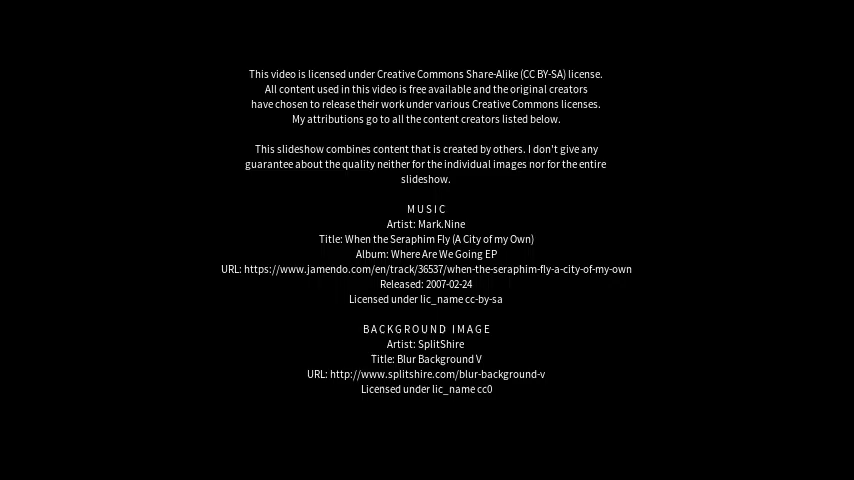 This video is licensed under Creative Commons Share-Alike (CC BY-SA) license.
All content used in this video is free available and the original creators
have chosen to release their work under various Creative Commons licenses.
My attributions go to all the content creators listed below.
This slideshow combines content that is created by others. I don't give any
guarantee about the quality neither for the individual images nor for the entire
slideshow.
MUSIC
Artist: Mark.Nine
Title: When the Seraphim Fly (A City of my Own)
Album: Where Are We Going EP
URL: https://www.jamendo.com/en/track/36537/when-the-seraphim-fly-a-city-of-my-own
Released: 2007-02-24
Licensed under lic_name cc-by-sa
BACKGROUND IMAGE
Artist: SplitShire
Title: Blur Background V
URL: http://www.splitshire.com/blur-background-v
Licensed under lic_name cc0